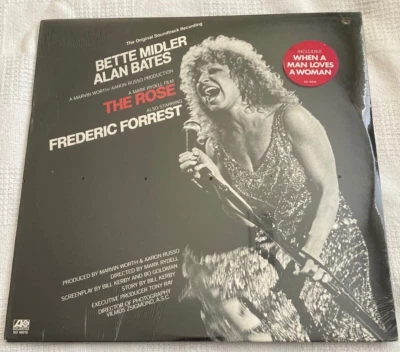 The Original Soundtrack Recording
BETTE MIDLER
ALAN BATES
A MARVIN WORTH/AARON RUSSO PRODUCTION
A MARK RYDELL FILM
THE ROSE
ALSO STARRING
FREDERIC FORREST
INCLUDES
WHEN A
MAN LOVES
A WOMAN
PRODUCED BY MARVIN WORTH & AARON RUSSO
DIRECTED BY MARK RYDELL
SCREENPLAY BY BILL KERBY AND BO GOLDMAN
STORY BY BILL KERBY
EXECUTIVE PRODUCER TONY RAY
DIRECTOR OF PHOTOGRAPHY
VILMOS ZSIGMOND, A.S.C.
ATLANTIC